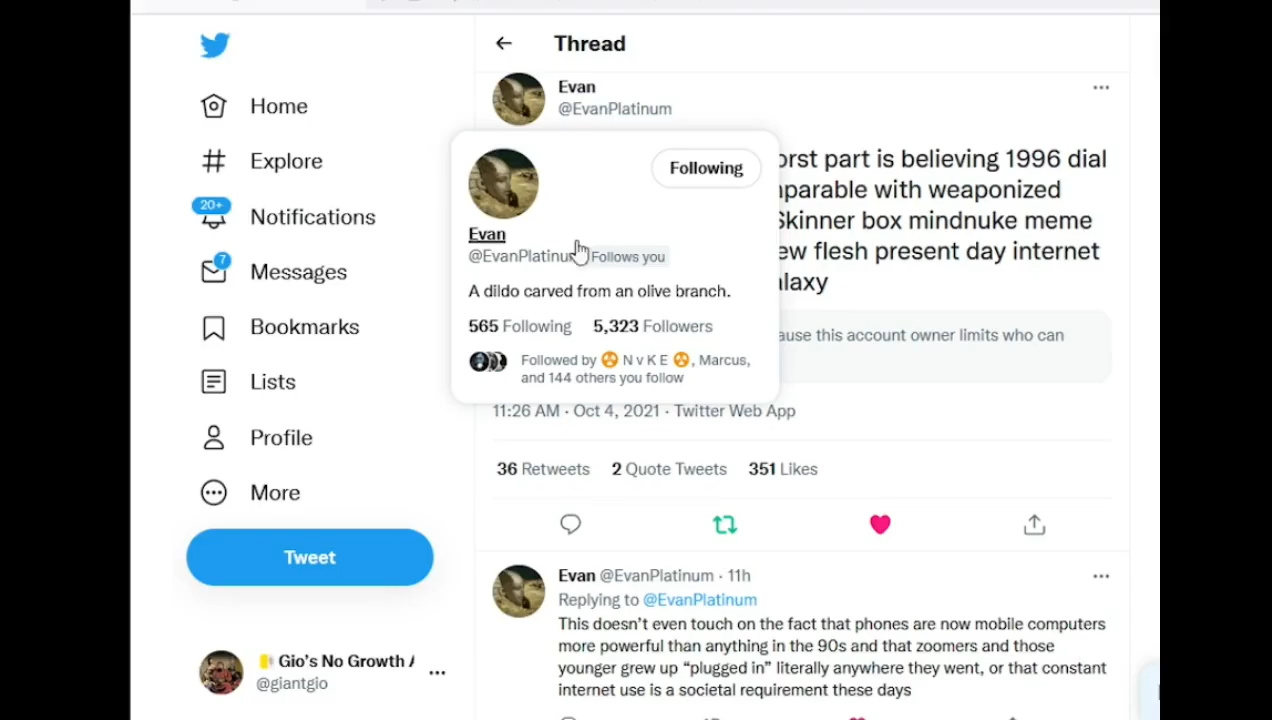 Thread
Home
Explore
20+
Notifications
7
Messages
Bookmarks
Lists
Profile
More
Tweet
Gio's No Growth
@giantgio
Evan
@EvanPlatinum
Following
Evan
Follows you
A dildo carved from an olive branch.
565 Following 5,323 Followers
Followed by ☢ N v K E ☢, Marcus,
and 144 others you follow
part is believing 1996 dial
with weaponized
Skinner box mindnuke meme
flesh present day internet
this account owner limits who can
11:26 AM · Oct 4, 2021 · Twitter Web App
36 Retweets 2 Quote Tweets 351 Likes
Evan @EvanPlatinum · 11h
Replying to @EvanPlatinum
This doesn't even touch on the fact that phones are now mobile computers
more powerful than anything in the 90s and that zoomers and those
younger grew up “plugged in” literally anywhere they went, or that constant
internet use is a societal requirement these days